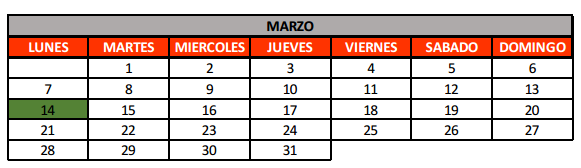 MARZO
LUNES MARTES MIERCOLES JUEVES VIERNES SABADO DOMINGO
1 2 3 4 5 6
7 8 9 10 11 12 13
14 15 16 17 18 19 20
21 22 23 24 25 26 27
28 29 30 31